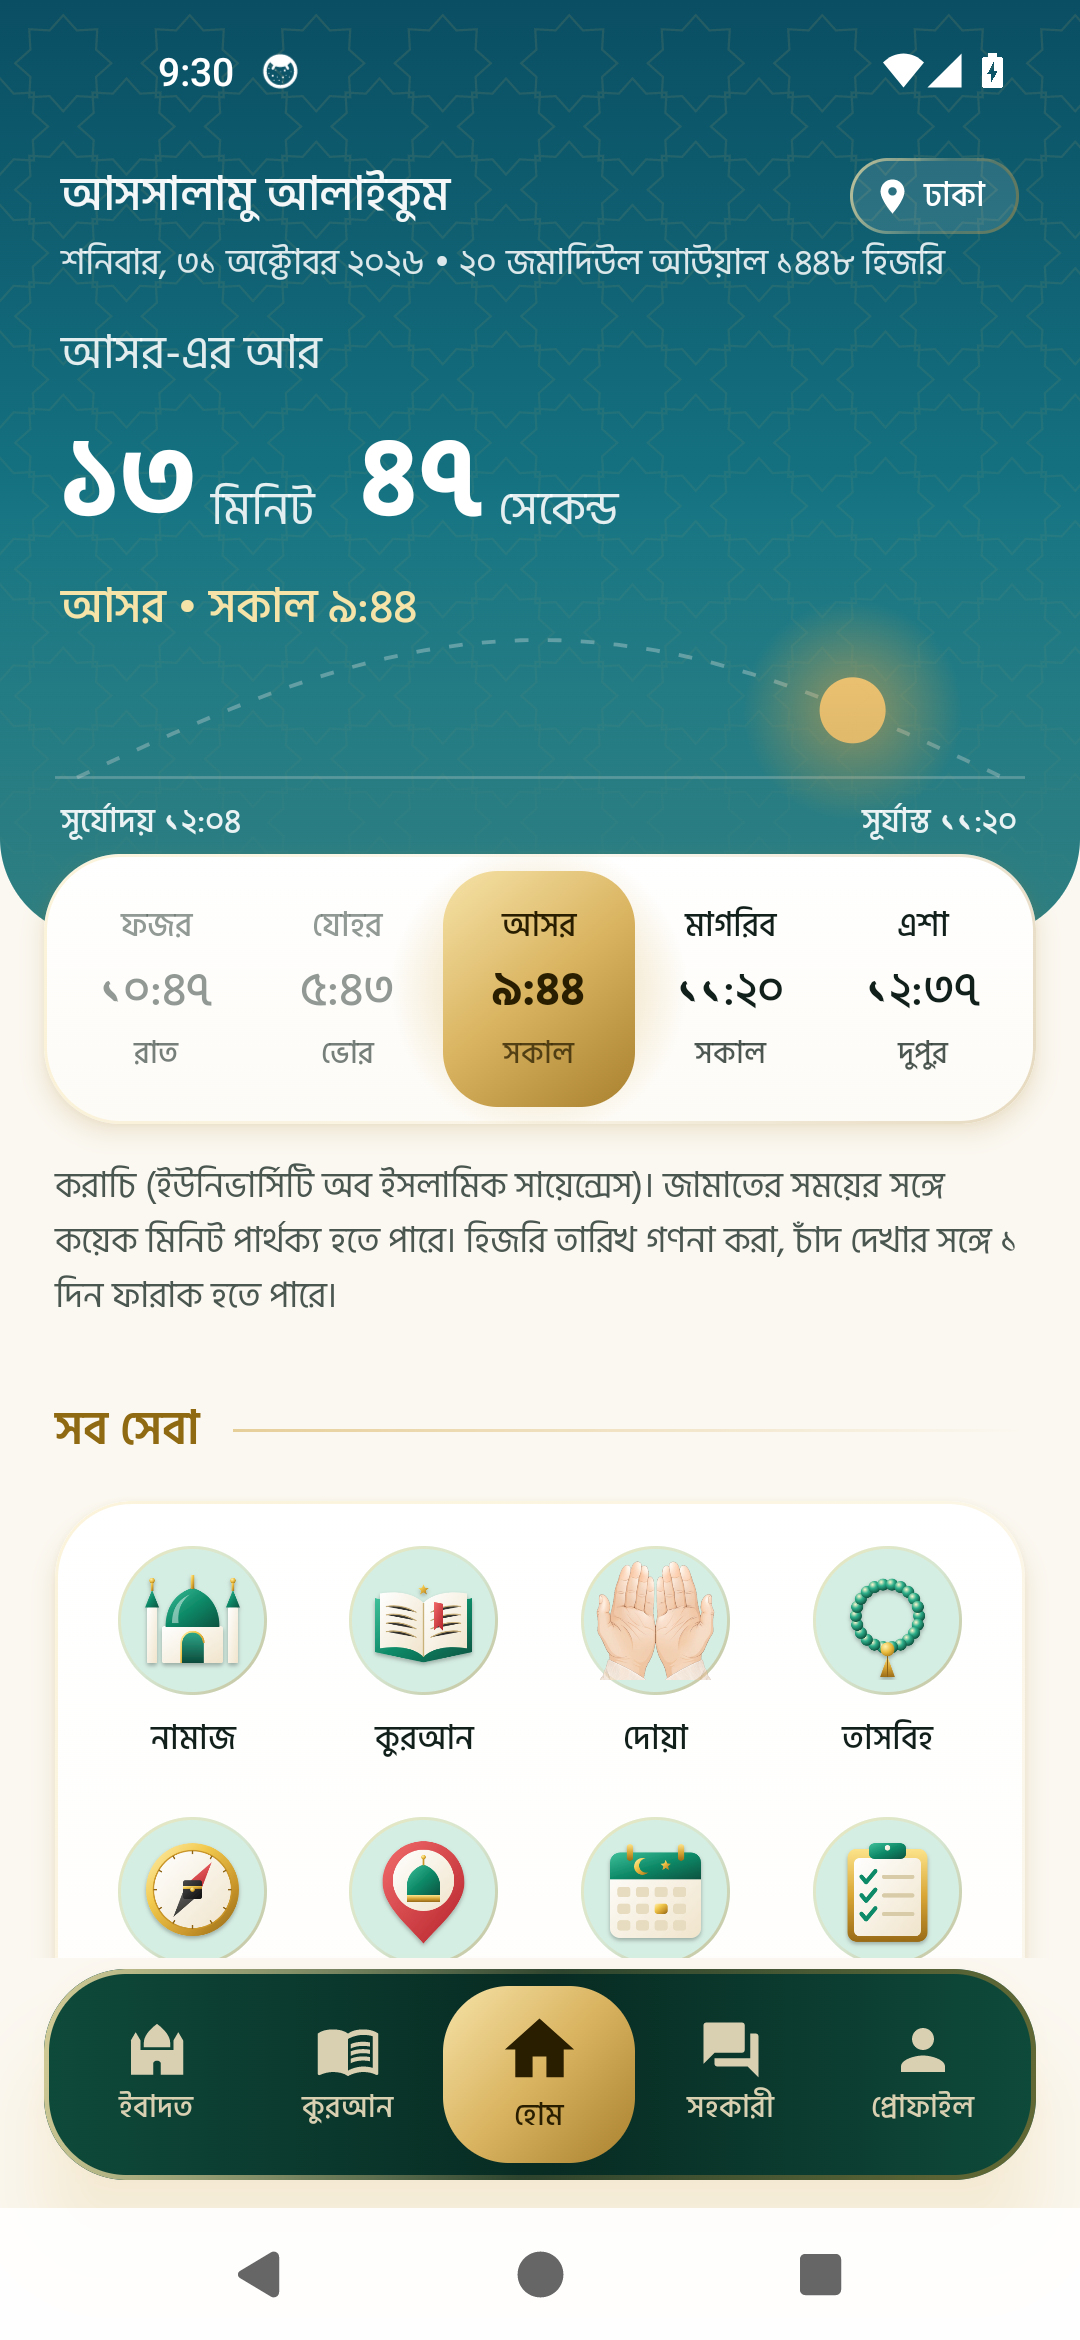 9:30
আসসালামু আলাইকুম
ঢাকা
শনিবার, ৩১ অক্টোবর ২০২৬ • ২০ জমাদিউল আউয়াল ১৪৪৮ হিজরি
আসর-এর আর
১৩ মিনিট ৪৭ সেকেন্ড
আসর • সকাল ৯:৪৪
সূর্যোদয় ১২:০৪
সূর্যাস্ত ১১:২০
ফজর যোহর আসর মাগরিব এশা
১০:৪৭ ৫:৪৩ ৯:৪৪ ১১:২০ ১২:৩৭
রাত ভোর সকাল সকাল দুপুর
করাচি (ইউনিভার্সিটি অব ইসলামিক সায়েন্সেস)। জামাতের সময়ের সঙ্গে
কয়েক মিনিট পার্থক্য হতে পারে। হিজরি তারিখ গণনা করা, চাঁদ দেখার সঙ্গে ১
দিন ফারাক হতে পারে।
সব সেবা
নামাজ কুরআন দোয়া তাসবিহ
ইবাদত কুরআন হোম সহকারী প্রোফাইল